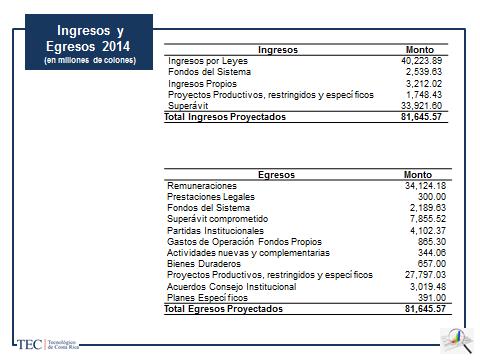 Ingresos y
Egresos 2014
(en millones de colones)
Ingresos Monto
Ingresos por Leyes 40,223.89
Fondos del Sistema 2,539.63
Ingresos Propios 3,212.02
Proyectos Productivos, restringidos y específicos 1,748.43
Superávit 33,921.60
Total Ingresos Proyectados 81,645.57
Egresos Monto
Remuneraciones 34,124.18
Prestaciones Legales 300.00
Fondos del Sistema 2,189.63
Superávit comprometido 7,855.52
Partidas Institucionales 4,102.37
Gastos de Operación Fondos Propios 865.30
Actividades nuevas y complementarias 344.06
Bienes Duraderos 657.00
Proyectos Productivos, restringidos y específicos 27,797.03
Acuerdos Consejo Institucional 3,019.48
Planes Específicos 391.00
Total Egresos Proyectados 81,645.57
TEC Tecnológico
de Costa Rica